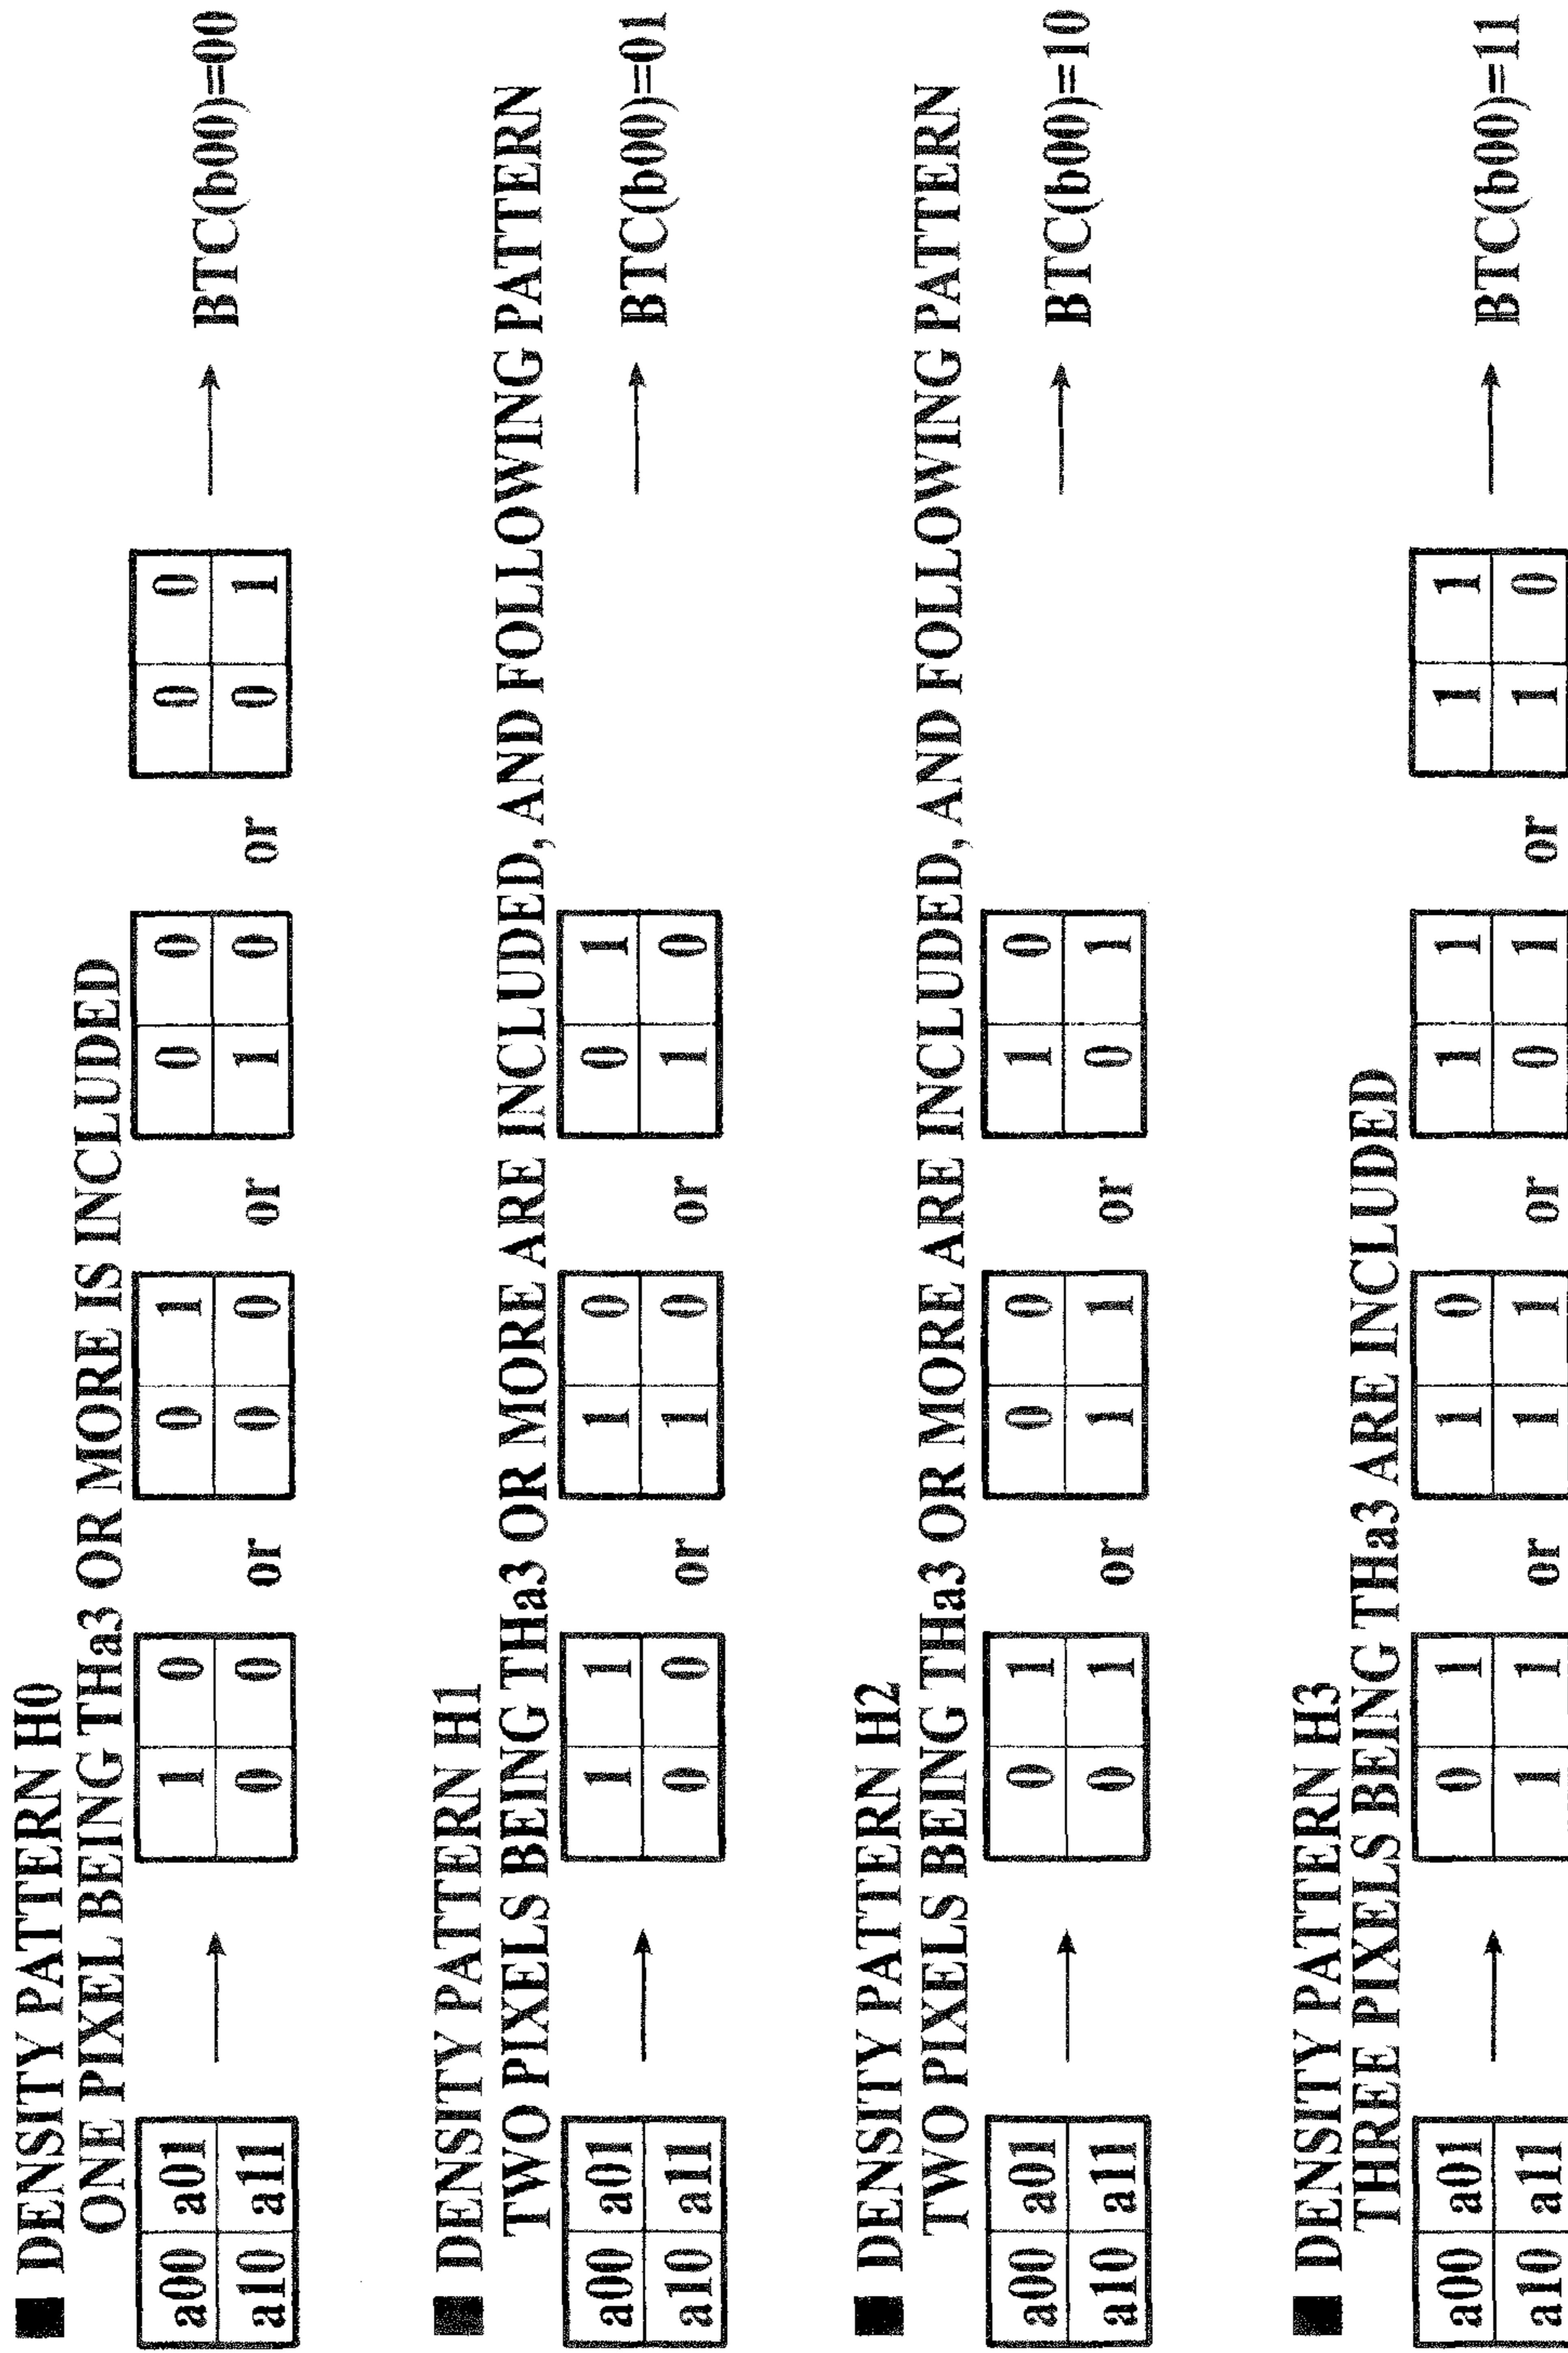 ■ DENSITY PATTERN H0
ONE PIXEL BEING THa3 OR MORE IS INCLUDED
a00 a01 1 0 0 1 0 0 0 0
a10 a11 0 0 or 0 0 or 1 0 or 0 1 BTC(b00)=00
■ DENSITY PATTERN H1
TWO PIXELS BEING THa3 OR MORE ARE INCLUDED, AND FOLLOWING PATTERN
a00 a01 1 1 1 0 0 1
a10 a11 0 0 or 1 0 or 1 0 BTC(b00)=01
■ DENSITY PATTERN H2
TWO PIXELS BEING THa3 OR MORE ARE INCLUDED, AND FOLLOWING PATTERN
a00 a01 0 1 0 0 1 0
a10 a11 0 1 or 1 1 or 0 1 BTC(b00)=10
■ DENSITY PATTERN H3
THREE PIXELS BEING THa3 ARE INCLUDED
a00 a01 0 1 1 0 1 1 1 1
a10 a11 1 1 or 1 1 or 0 1 or 1 0 BTC(b00)=11